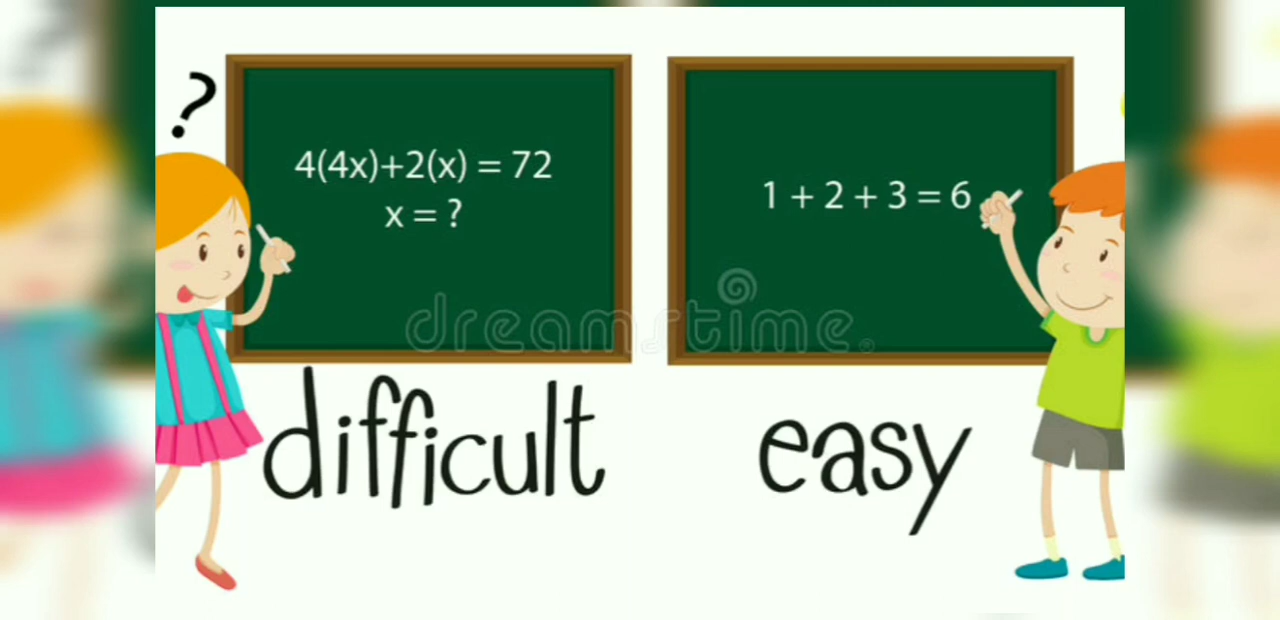 ?
4(4x)+2(x) = 72
x = ?
1 + 2 + 3 = 6
dreamstime.
difficult
easy